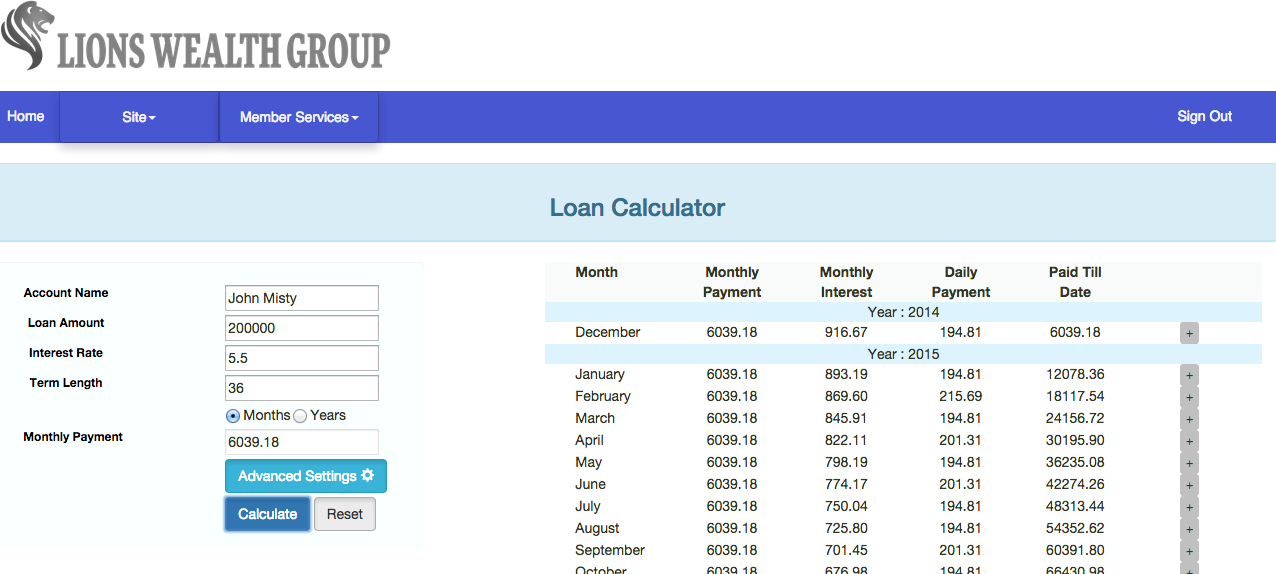 LIONS WEALTH GROUP
Home Site Member Services Sign Out
Loan Calculator
Account Name John Misty
Loan Amount 200000
Interest Rate 5.5
Term Length 36
Months Years
Monthly Payment 6039.18
Advanced Settings
Calculate Reset
Month Monthly Payment Monthly Interest Daily Payment Paid Till Date
Year : 2014
December 6039.18 916.67 194.81 6039.18 +
Year : 2015
January 6039.18 893.19 194.81 12078.36 +
February 6039.18 869.60 215.69 18117.54 +
March 6039.18 845.91 194.81 24156.72 +
April 6039.18 822.11 201.31 30195.90 +
May 6039.18 798.19 194.81 36235.08 +
June 6039.18 774.17 201.31 42274.26 +
July 6039.18 750.04 194.81 48313.44 +
August 6039.18 725.80 194.81 54352.62 +
September 6039.18 701.45 201.31 60391.80 +
October 6039.18 676.98 194.81 66430.98 +